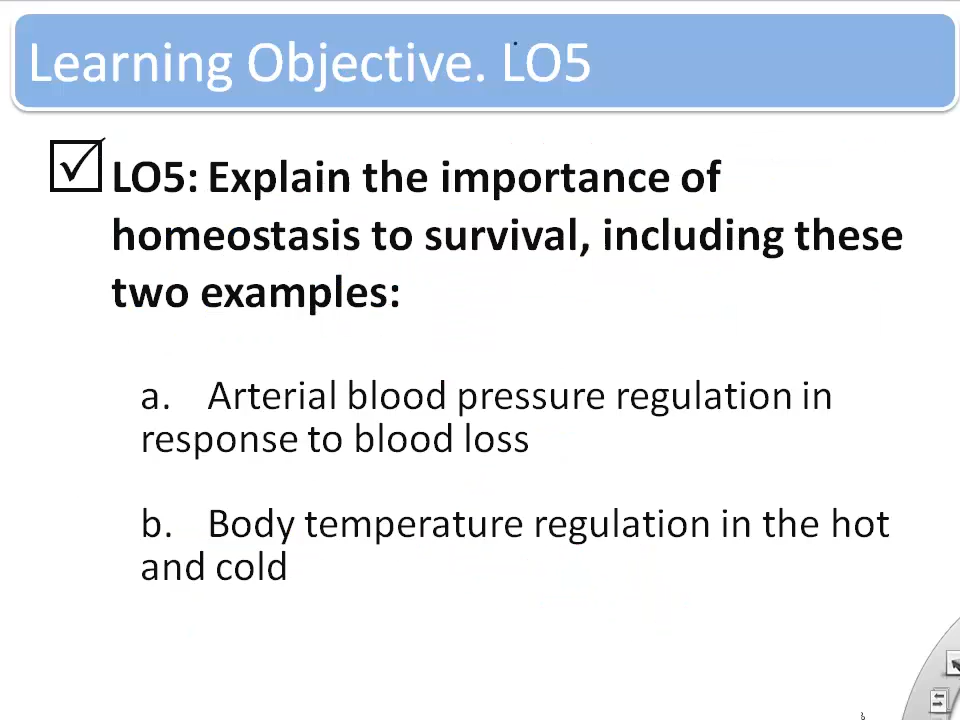 Learning Objective. LO5
LO5: Explain the importance of
homeostasis to survival, including these
two examples:
a. Arterial blood pressure regulation in
response to blood loss
b. Body temperature regulation in the hot
and cold